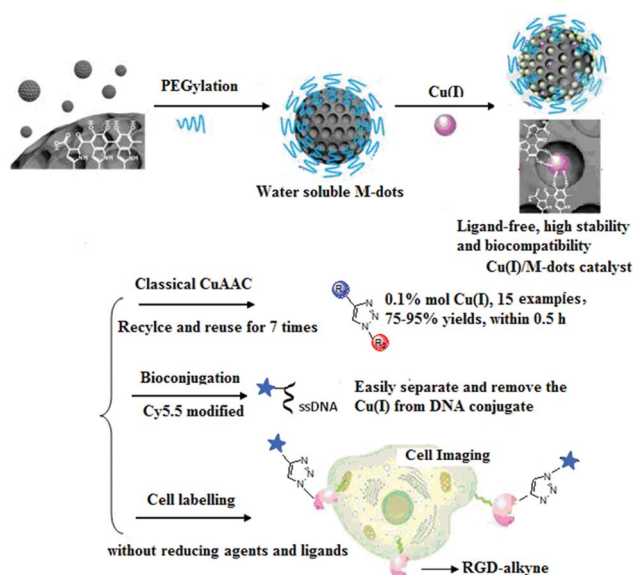 PEGylation
Cu(I)
Water soluble M-dots
Ligand-free, high stability
and biocompatibility
Cu(I)/M-dots catalyst
Classical CuAAC
Recylce and reuse for 7 times
R
N
N
N
R2
0.1% mol Cu(I), 15 examples,
75-95% yields, within 0.5 h
Bioconjugation
Cy5.5 modified
ssDNA
Easily separate and remove the
Cu(I) from DNA conjugate
Cell Imaging
N
N
N
N
N
N
Cell labelling
without reducing agents and ligands
RGD-alkyne